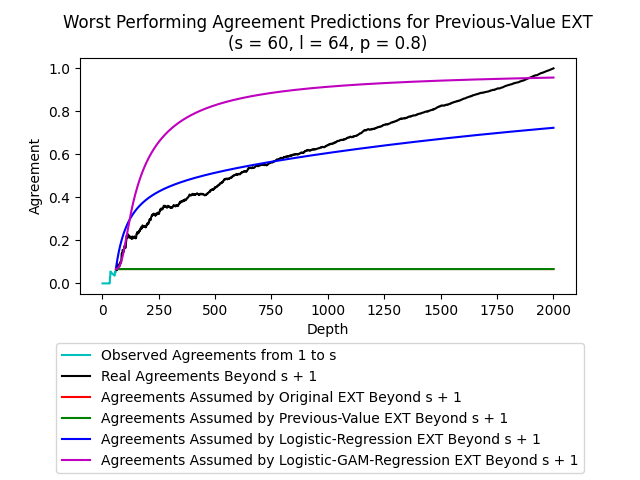 Worst Performing Agreement Predictions for Previous-Value EXT
(s = 60, l = 64, p = 0.8)
1.0
0.8
0.6
0.4
0.2
0.0
Agreement
0 250 500 750 1000 1250 1500 1750 2000
Depth
Observed Agreements from 1 to s
Real Agreements Beyond s + 1
Agreements Assumed by Original EXT Beyond s + 1
Agreements Assumed by Previous-Value EXT Beyond s + 1
Agreements Assumed by Logistic-Regression EXT Beyond s + 1
Agreements Assumed by Logistic-GAM-Regression EXT Beyond s + 1